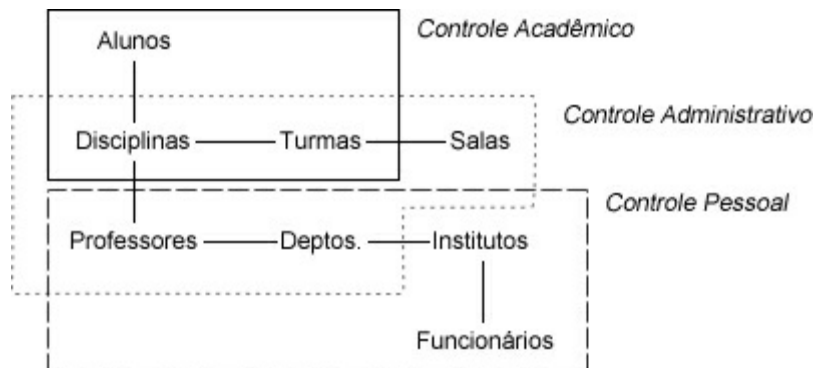 Alunos
Controle Acadêmico
Controle Administrativo
Disciplinas Turmas Salas
Controle Pessoal
Professores Deptos. Institutos
Funcionários